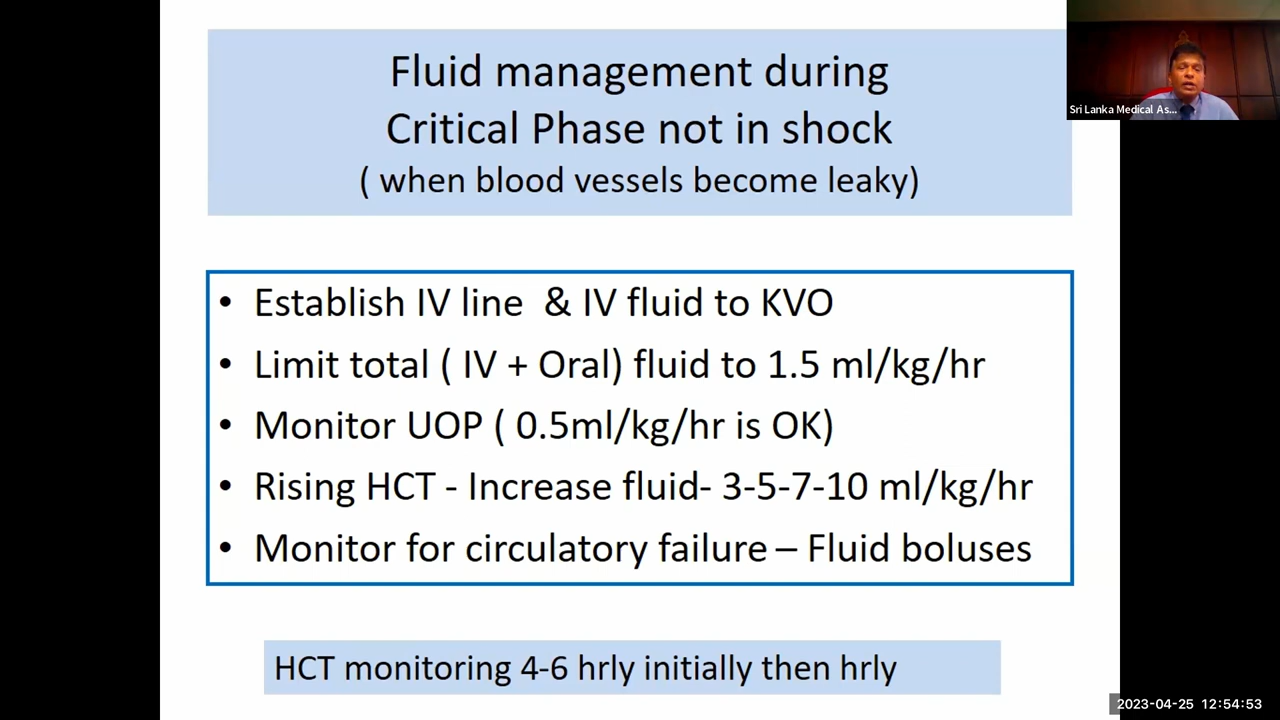 Fluid management during
Critical Phase not in shock
( when blood vessels become leaky)
Sri Lanka Medical As...
• Establish IV line & IV fluid to KVO
• Limit total ( IV + Oral) fluid to 1.5 ml/kg/hr
• Monitor UOP ( 0.5ml/kg/hr is OK)
• Rising HCT - Increase fluid- 3-5-7-10 ml/kg/hr
• Monitor for circulatory failure – Fluid boluses
HCT monitoring 4-6 hrly initially then hrly
2023-04-25 12:54:53